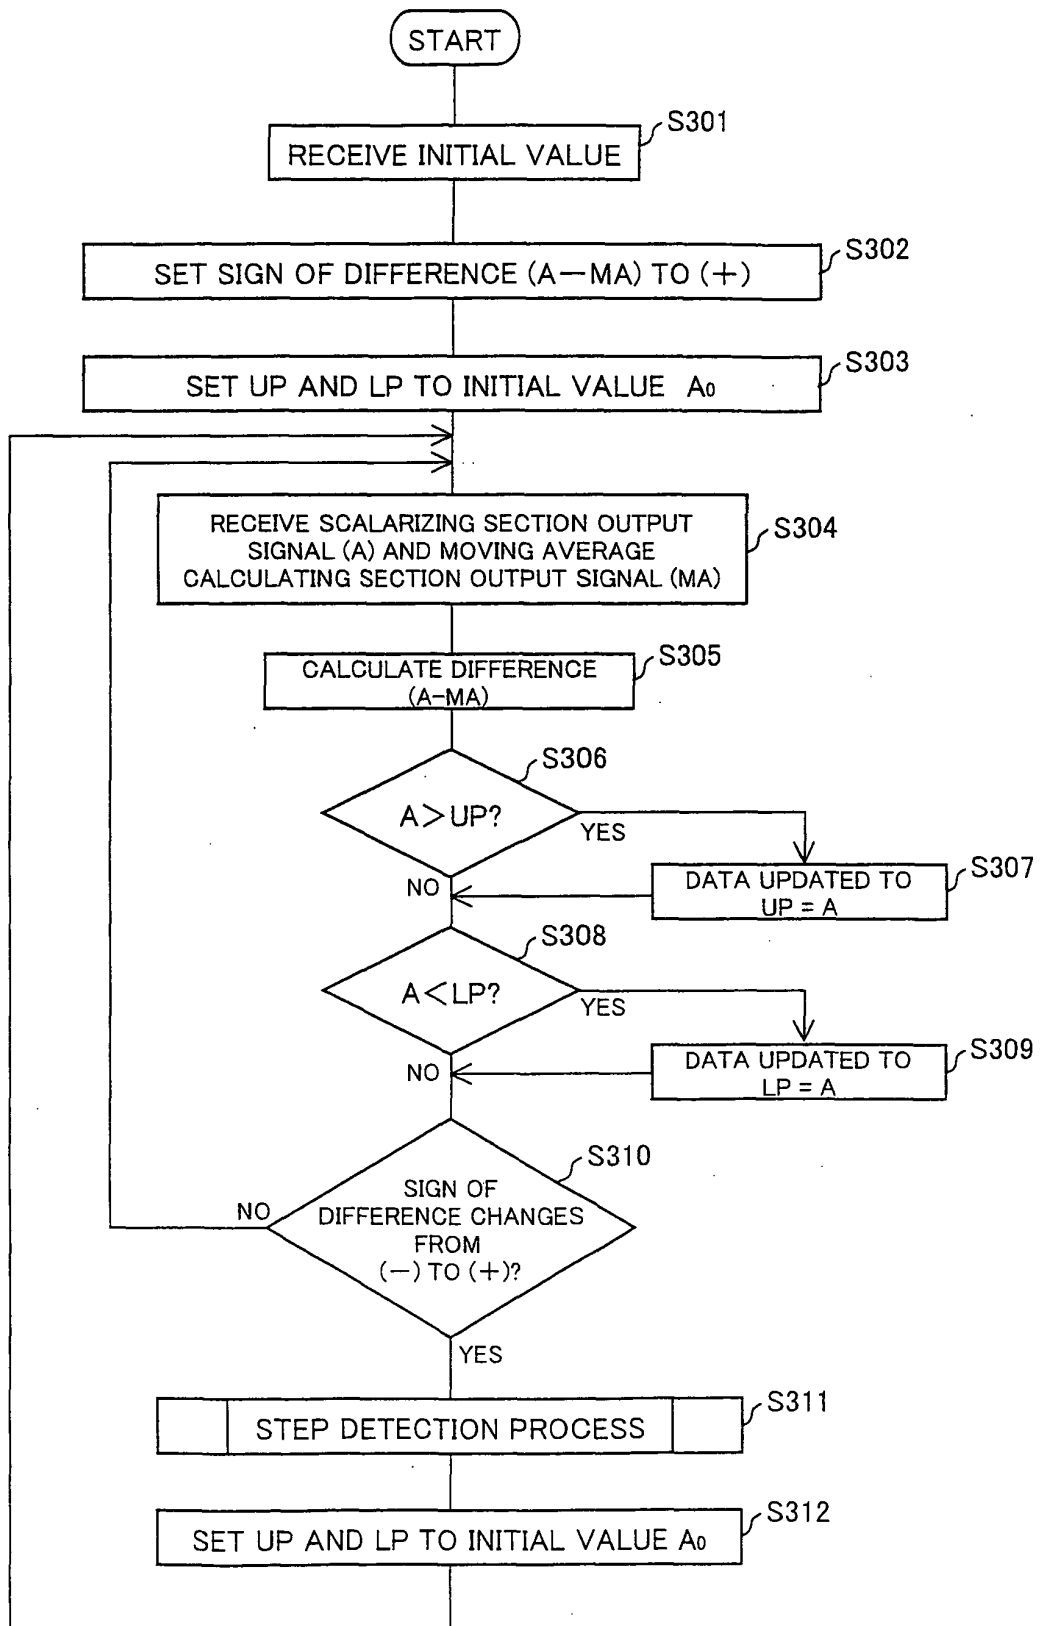 START
S301
RECEIVE INITIAL VALUE
S302
SET SIGN OF DIFFERENCE (A—MA) TO (+)
S303
SET UP AND LP TO INITIAL VALUE A0
S304
RECEIVE SCALARIZING SECTION OUTPUT
SIGNAL (A) AND MOVING AVERAGE
CALCULATING SECTION OUTPUT SIGNAL (MA)
S305
CALCULATE DIFFERENCE
(A-MA)
S306
A>UP?
YES
NO
S307
DATA UPDATED TO
UP = A
S308
A<LP?
YES
NO
S309
DATA UPDATED TO
LP = A
S310
SIGN OF
DIFFERENCE CHANGES
FROM
(—) TO (+)?
NO
YES
S311
STEP DETECTION PROCESS
S312
SET UP AND LP TO INITIAL VALUE A0